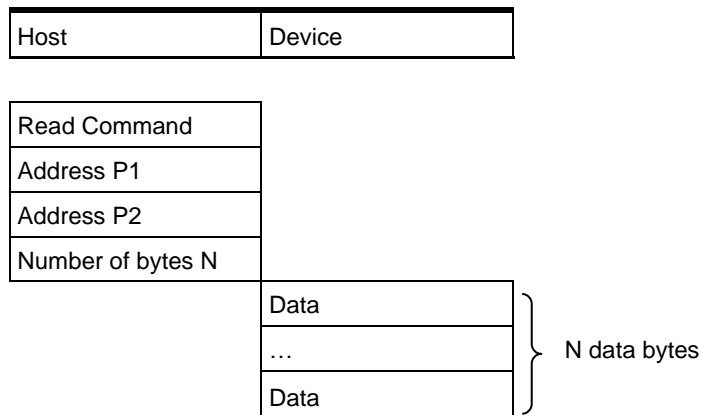 Host Device
Read Command
Address P1
Address P2
Number of bytes N
Data
… N data bytes
Data